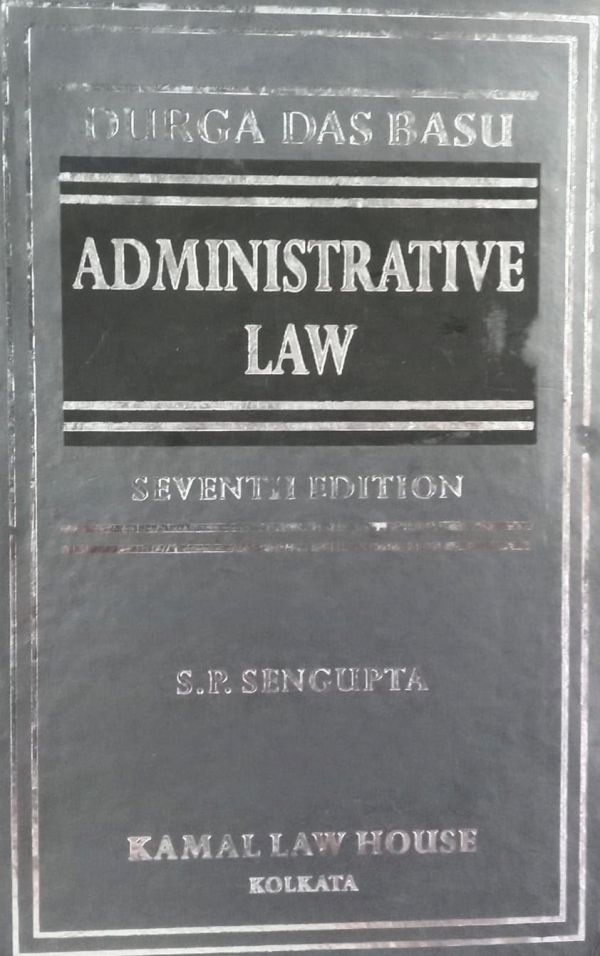 DURGA DAS BASU
ADMINISTRATIVE
LAW
SEVENTH EDITION
S.P. SENGUPTA
KAMAL LAW HOUSE
KOLKATA